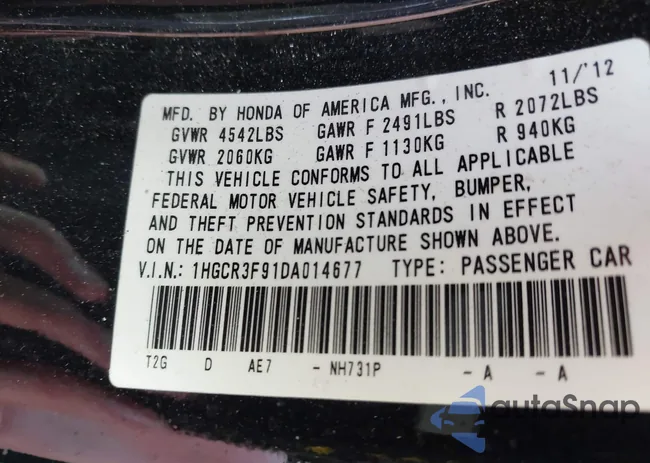 MFD. BY HONDA OF AMERICA MFG., INC. 11/'12
GVWR 4542LBS GAWR F 2491LBS R 2072LBS
GVWR 2060KG GAWR F 1130KG R 940KG
THIS VEHICLE CONFORMS TO ALL APPLICABLE
FEDERAL MOTOR VEHICLE SAFETY, BUMPER,
AND THEFT PREVENTION STANDARDS IN EFFECT
ON THE DATE OF MANUFACTURE SHOWN ABOVE.
V.I.N.: 1HGCR3F91DA014677 TYPE: PASSENGER CAR
T2G D AE7 - NH731P - A - A
autoSnap